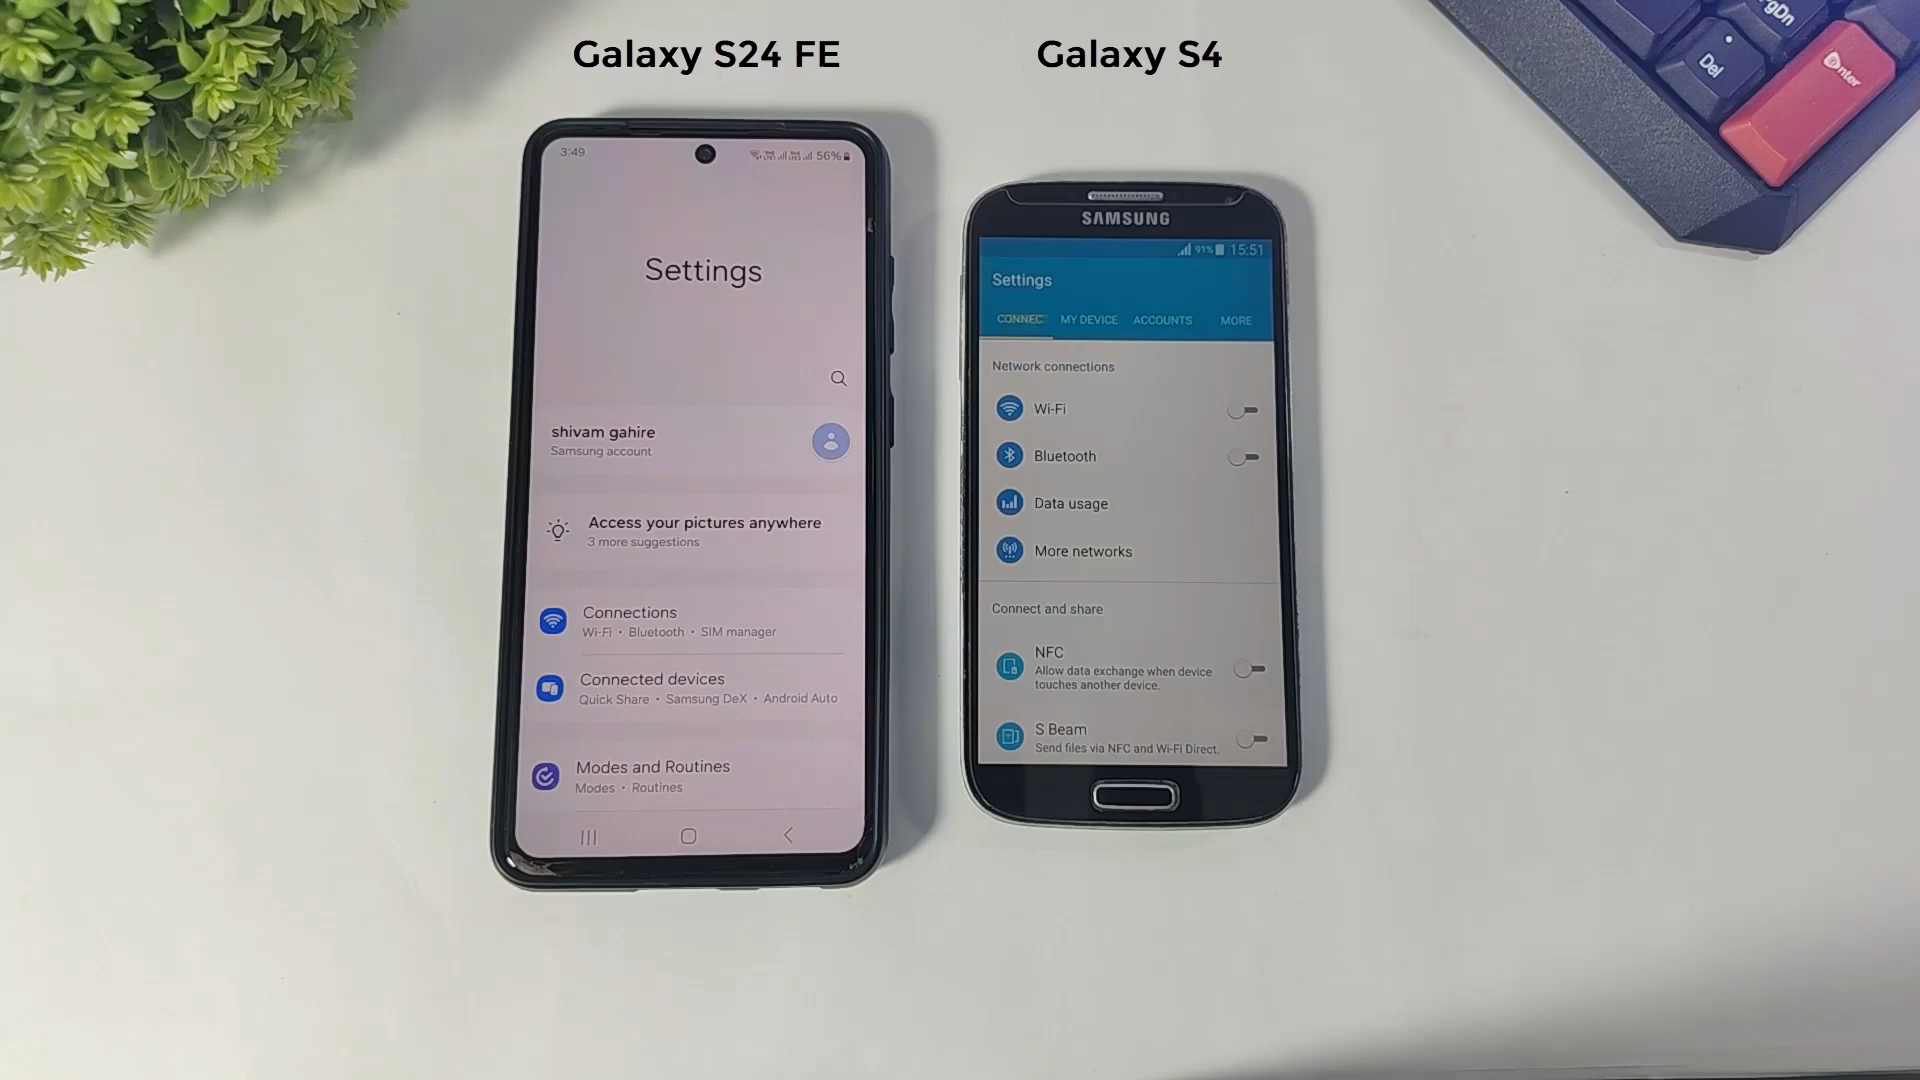 Galaxy S24 FE
Galaxy S4
3:49
56%
Settings
shivam gahire
Samsung account
Access your pictures anywhere
3 more suggestions
Connections
Wi-Fi • Bluetooth • SIM manager
Connected devices
Quick Share • Samsung DeX • Android Auto
Modes and Routines
Modes • Routines
SAMSUNG
91% 15:51
Settings
CONNECT MY DEVICE ACCOUNTS MORE
Network connections
Wi-Fi
Bluetooth
Data usage
More networks
Connect and share
NFC
Allow data exchange when device
touches another device.
S Beam
Send files via NFC and Wi-Fi Direct.
PgDn
Del
Enter